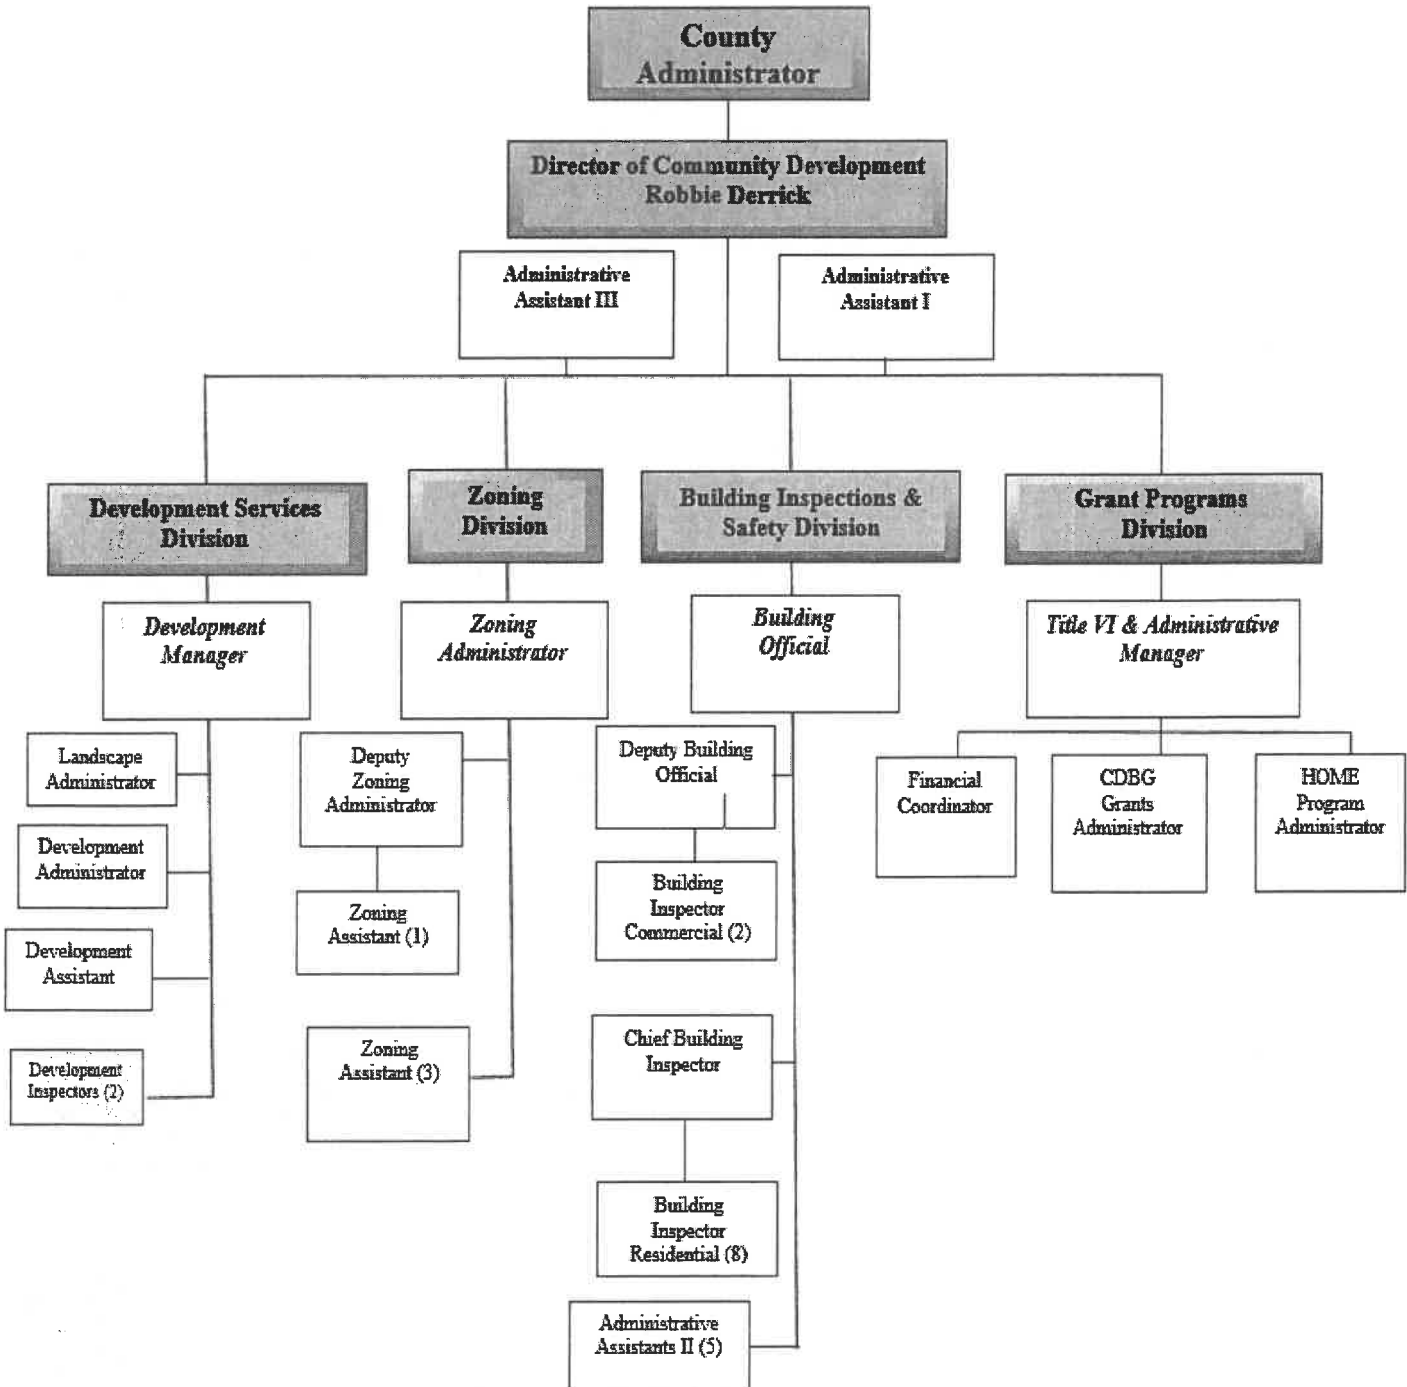 County
Administrator
Director of Community Development
Robbie Derrick
Administrative
Assistant III
Administrative
Assistant I
Development Services
Division
Zoning
Division
Building Inspections &
Safety Division
Grant Programs
Division
Development
Manager
Zoning
Administrator
Building
Official
Title VI & Administrative
Manager
Landscape
Administrator
Development
Administrator
Development
Assistant
Development
Inspectors (2)
Deputy
Zoning
Administrator
Zoning
Assistant (1)
Zoning
Assistant (3)
Deputy Building
Official
Building
Inspector
Commercial (2)
Chief Building
Inspector
Building
Inspector
Residential (8)
Administrative
Assistants II (5)
Financial
Coordinator
CDBG
Grants
Administrator
HOME
Program
Administrator